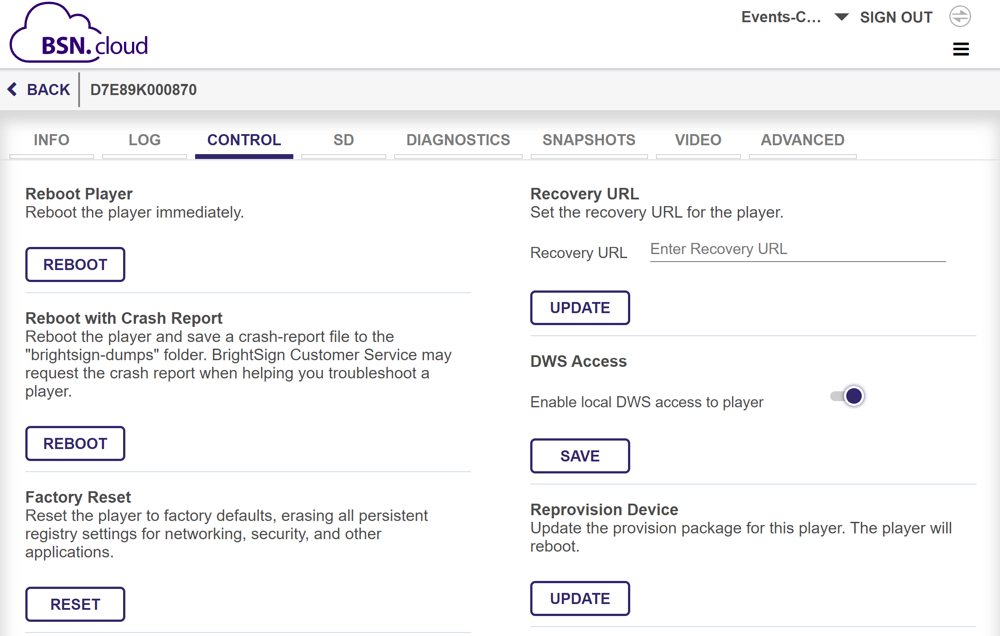 BSN.cloud
Events-C... SIGN OUT
BACK D7E89K000870
INFO LOG CONTROL SD DIAGNOSTICS SNAPSHOTS VIDEO ADVANCED
Reboot Player
Reboot the player immediately.
REBOOT
Reboot with Crash Report
Reboot the player and save a crash-report file to the
"brightsign-dumps" folder. BrightSign Customer Service may
request the crash report when helping you troubleshoot a
player.
REBOOT
Factory Reset
Reset the player to factory defaults, erasing all persistent
registry settings for networking, security, and other
applications.
RESET
Recovery URL
Set the recovery URL for the player.
Recovery URL Enter Recovery URL
UPDATE
DWS Access
Enable local DWS access to player
SAVE
Reprovision Device
Update the provision package for this player. The player will
reboot.
UPDATE